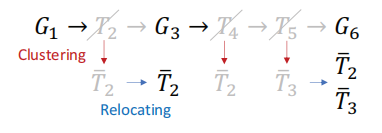 G₁ → T₂ → G₃ → T₄ → T₅ → G₆
Clustering
T̄₂ → T̄₂ T̄₂ T̄₃ → T̄₂
Relocating T̄₃